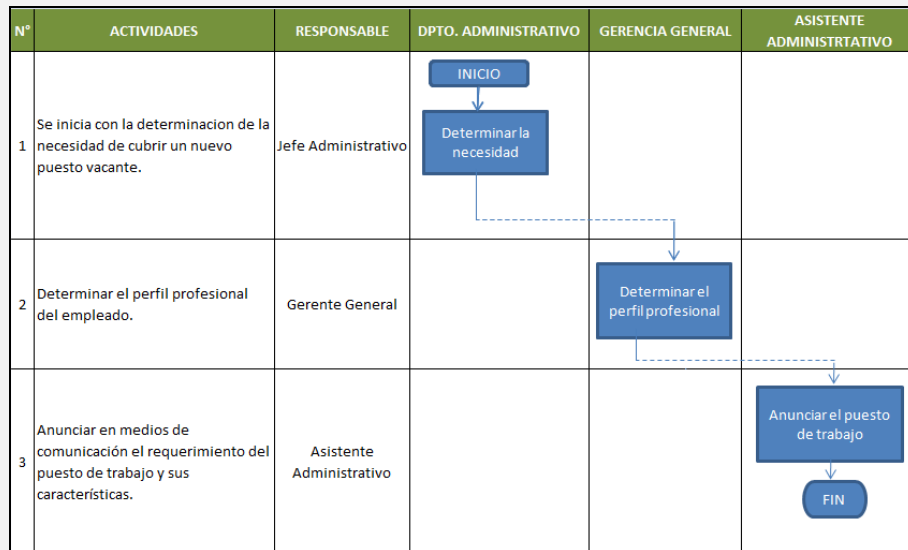 N° ACTIVIDADES RESPONSABLE DPTO. ADMINISTRATIVO GERENCIA GENERAL ASISTENTE
ADMINISTRTATIVO
INICIO
1 Se inicia con la determinacion de la
necesidad de cubrir un nuevo
puesto vacante.
Jefe Administrativo
Determinar la
necesidad
2 Determinar el perfil profesional
del empleado.
Gerente General
Determinar el
perfil profesional
3 Anunciar en medios de
comunicación el requerimiento del
puesto de trabajo y sus
características.
Asistente
Administrativo
Anunciar el puesto
de trabajo
FIN